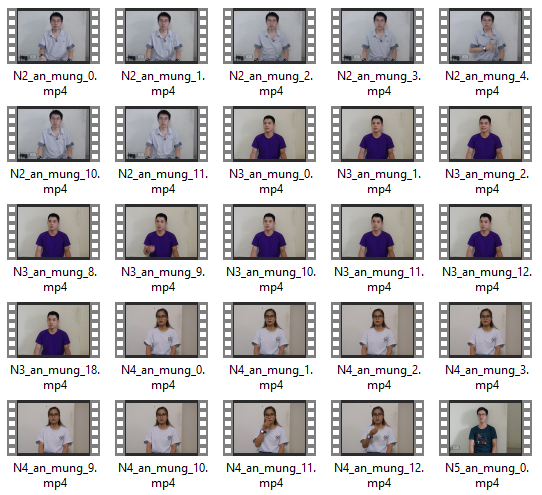 N2_an_mung_0.
mp4
N2_an_mung_1.
mp4
N2_an_mung_2.
mp4
N2_an_mung_3.
mp4
N2_an_mung_4.
mp4
N2_an_mung_10.
mp4
N2_an_mung_11.
mp4
N3_an_mung_0.
mp4
N3_an_mung_1.
mp4
N3_an_mung_2.
mp4
N3_an_mung_8.
mp4
N3_an_mung_9.
mp4
N3_an_mung_10.
mp4
N3_an_mung_11.
mp4
N3_an_mung_12.
mp4
N3_an_mung_18.
mp4
N4_an_mung_0.
mp4
N4_an_mung_1.
mp4
N4_an_mung_2.
mp4
N4_an_mung_3.
mp4
N4_an_mung_9.
mp4
N4_an_mung_10.
mp4
N4_an_mung_11.
mp4
N4_an_mung_12.
mp4
N5_an_mung_0.
mp4